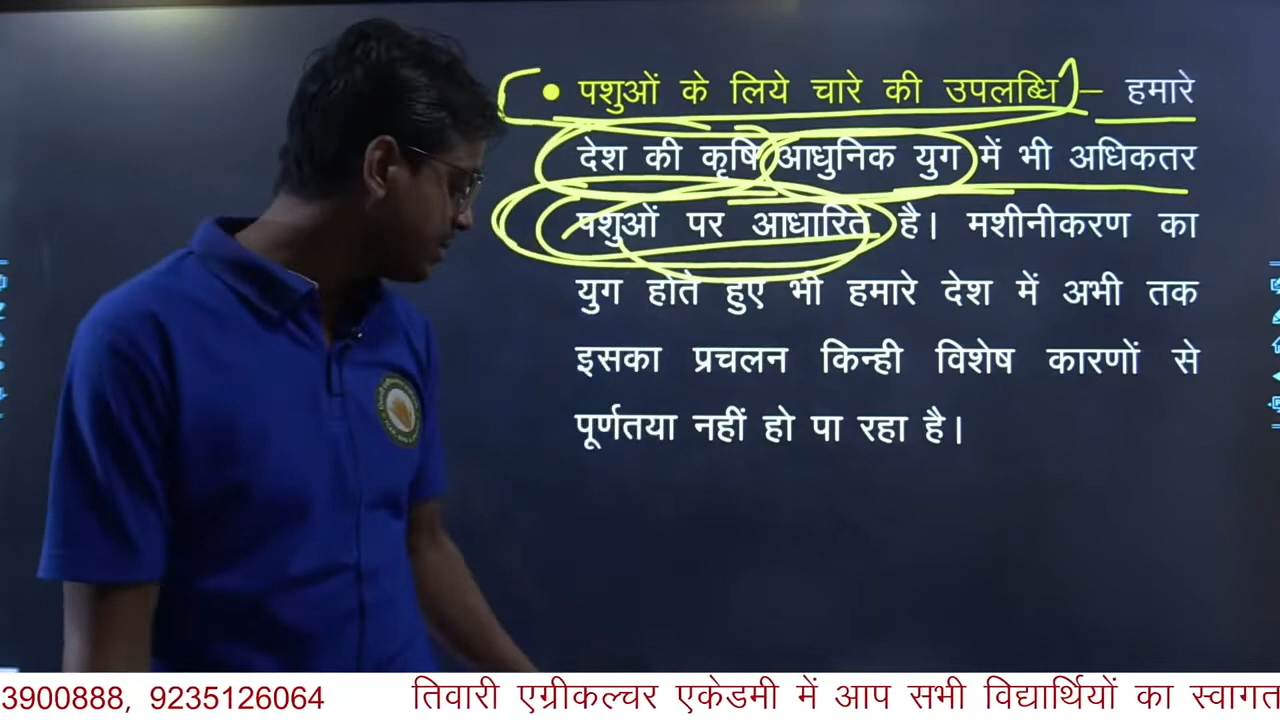 • पशुओं के लिये चारे की उपलब्धि – हमारे
देश की कृषि आधुनिक युग में भी अधिकतर
पशुओं पर आधारित है। मशीनीकरण का
युग होते हुए भी हमारे देश में अभी तक
इसका प्रचलन किन्ही विशेष कारणों से
पूर्णतया नहीं हो पा रहा है।
3900888, 9235126064 तिवारी एग्रीकल्चर एकेडमी में आप सभी विद्यार्थियों का स्वागत